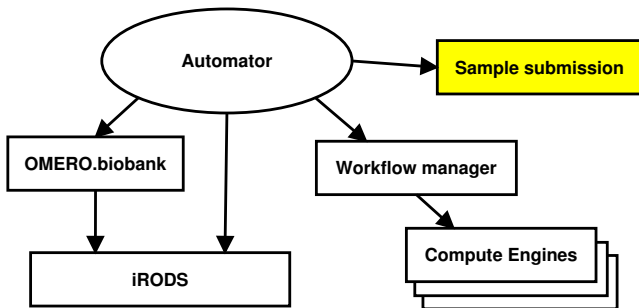 Automator
Sample submission
OMERO.biobank
Workflow manager
Compute Engines
iRODS